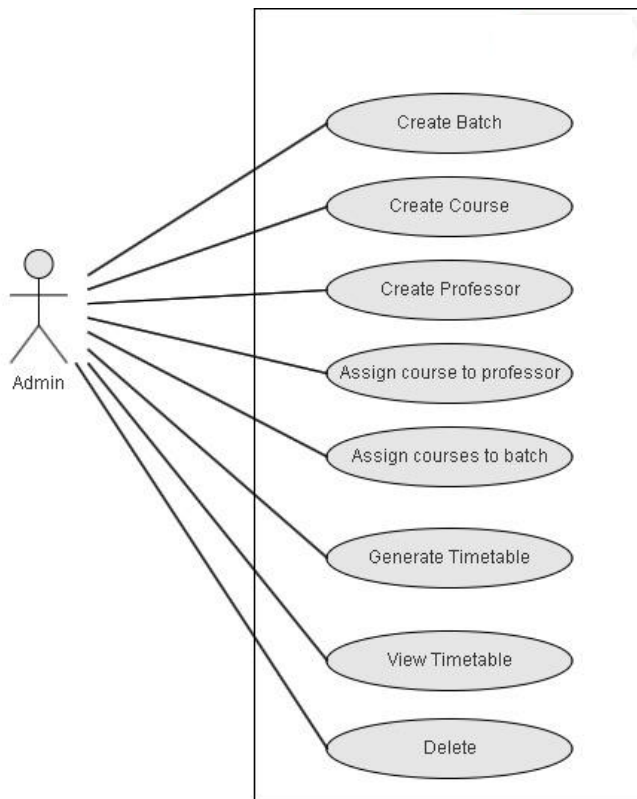 Create Batch
Create Course
Create Professor
Admin
Assign course to professor
Assign courses to batch
Generate Timetable
View Timetable
Delete